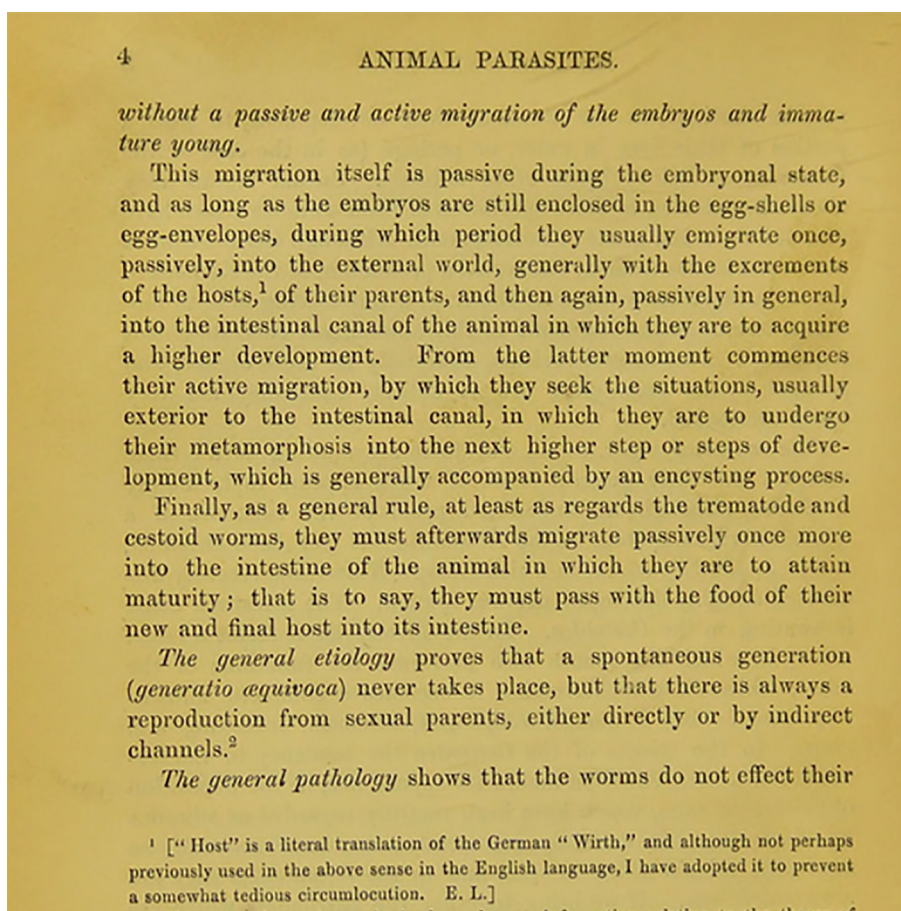 4 ANIMAL PARASITES.
without a passive and active migration of the embryos and imma-
ture young.
This migration itself is passive during the embryonal state,
and as long as the embryos are still enclosed in the egg-shells or
egg-envelopes, during which period they usually emigrate once,
passively, into the external world, generally with the excrements
of the hosts,¹ of their parents, and then again, passively in general,
into the intestinal canal of the animal in which they are to acquire
a higher development. From the latter moment commences
their active migration, by which they seek the situations, usually
exterior to the intestinal canal, in which they are to undergo
their metamorphosis into the next higher step or steps of deve-
lopment, which is generally accompanied by an encysting process.
Finally, as a general rule, at least as regards the trematode and
cestoid worms, they must afterwards migrate passively once more
into the intestine of the animal in which they are to attain
maturity; that is to say, they must pass with the food of their
new and final host into its intestine.
The general etiology proves that a spontaneous generation
(generatio æquivoca) never takes place, but that there is always a
reproduction from sexual parents, either directly or by indirect
channels.²
The general pathology shows that the worms do not effect their
¹ [“ Host” is a literal translation of the German “ Wirth,” and although not perhaps
previously used in the above sense in the English language, I have adopted it to prevent
a somewhat tedious circumlocution. E. L.]